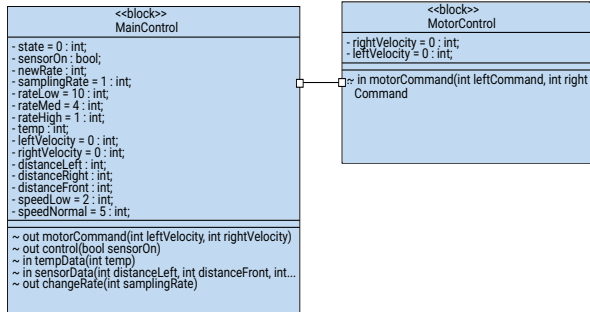 <<block>>
MainControl
- state = 0 : int;
- sensorOn : bool;
- newRate : int;
- samplingRate = 1 : int;
- rateLow = 10 : int;
- rateMed = 4 : int;
- rateHigh = 1 : int;
- temp : int;
- leftVelocity = 0 : int;
- rightVelocity = 0 : int;
- distanceLeft : int;
- distanceRight : int;
- distanceFront : int;
- speedLow = 2 : int;
- speedNormal = 5 : int;
~ out motorCommand(int leftVelocity, int rightVelocity)
~ out control(bool sensorOn)
~ in tempData(int temp)
~ in sensorData(int distanceLeft, int distanceFront, int...
~ out changeRate(int samplingRate)
<<block>>
MotorControl
- rightVelocity = 0 : int;
- leftVelocity = 0 : int;
~ in motorCommand(int leftCommand, int right
Command